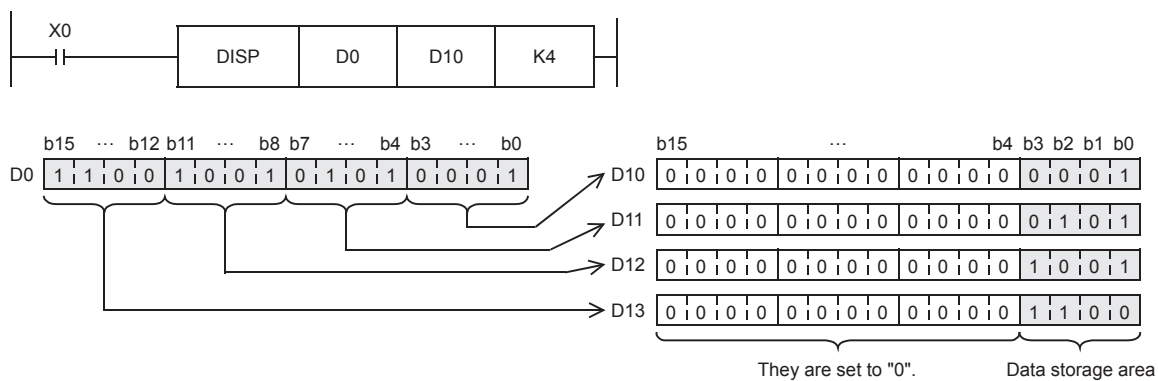 X0
DISP D0 D10 K4
b15 ... b12 b11 ... b8 b7 ... b4 b3 ... b0
D0 1 1 0 0 1 0 0 1 0 1 0 1 0 0 0 1
b15 ... b4 b3 b2 b1 b0
D10 0 0 0 0 0 0 0 0 0 0 0 0 0 0 0 1
D11 0 0 0 0 0 0 0 0 0 0 0 0 0 1 0 1
D12 0 0 0 0 0 0 0 0 0 0 0 0 1 0 0 1
D13 0 0 0 0 0 0 0 0 0 0 0 0 1 1 0 0
They are set to "0". Data storage area